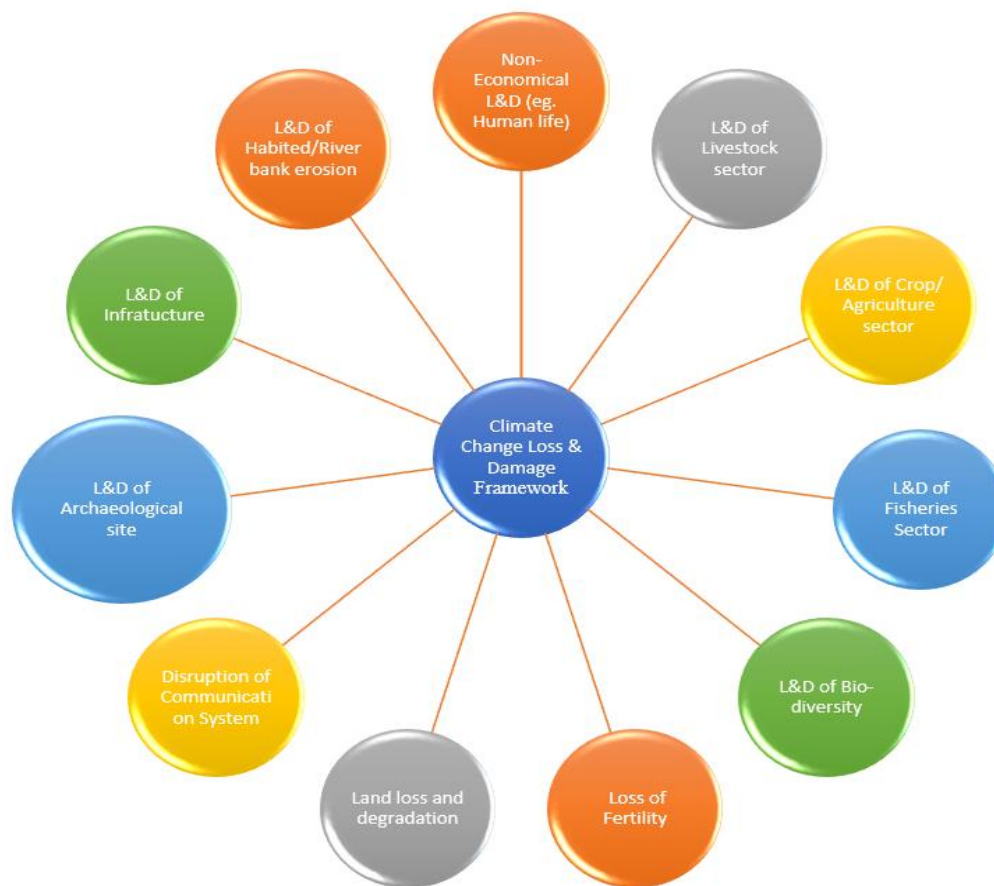 Non-
Economical
L&D (eg.
Human life)
L&D of
Livestock
sector
L&D of Crop/
Agriculture
sector
L&D of
Fisheries
Sector
L&D of Bio-
diversity
Loss of
Fertility
Land loss and
degradation
Disruption of
Communicati
on System
L&D of
Archaeological
site
L&D of
Infratucture
L&D of
Habited/River
bank erosion
Climate
Change Loss &
Damage
Framework